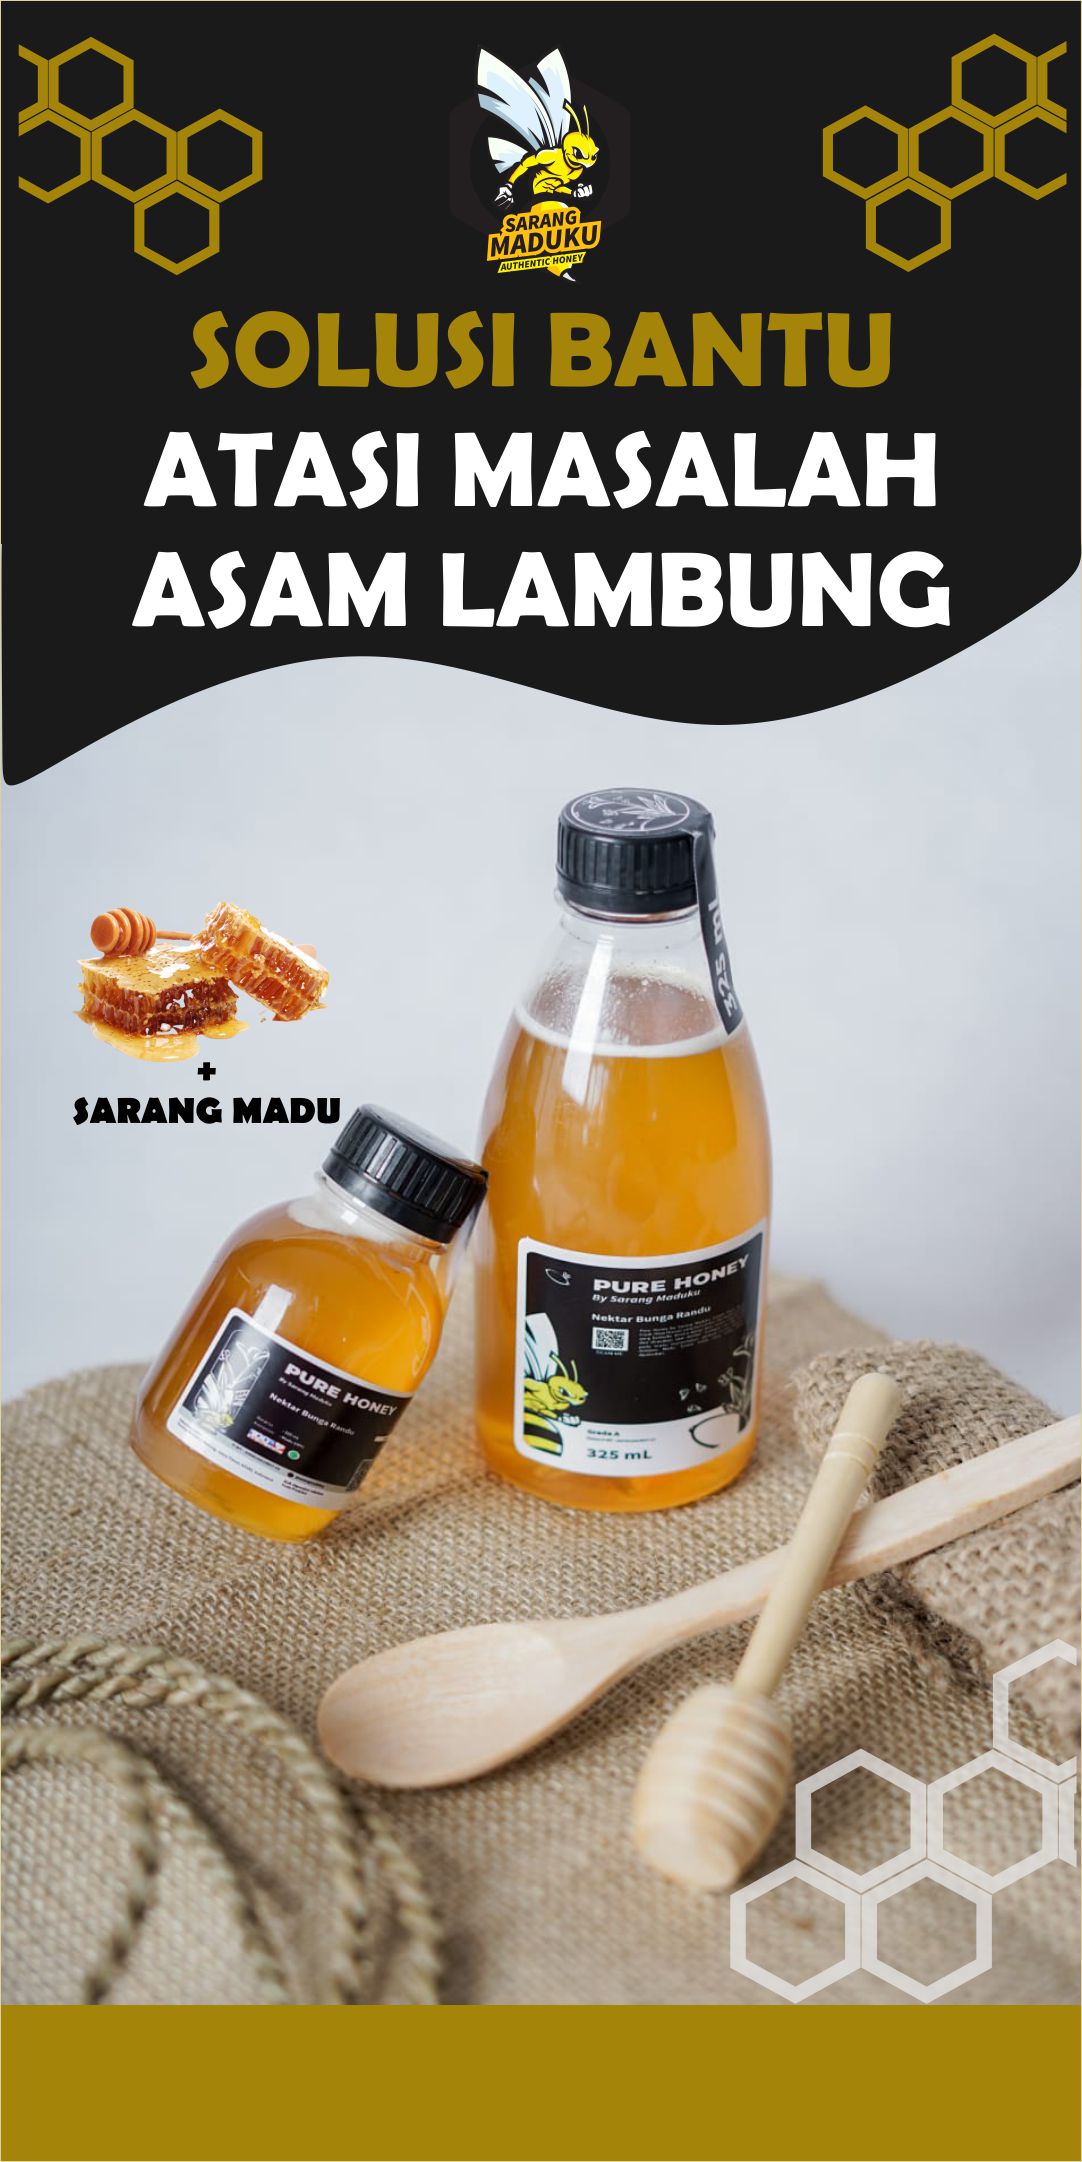 SARANG
MADUKU
AUTHENTIC HONEY
SOLUSI BANTU
ATASI MASALAH
ASAM LAMBUNG
325 mL
+
SARANG MADU
PURE HONEY
By Sarang Maduku
Nektar Bunga Randu
Grade A
325 mL
PURE HONEY
By Sarang Maduku
Nektar Bunga Randu